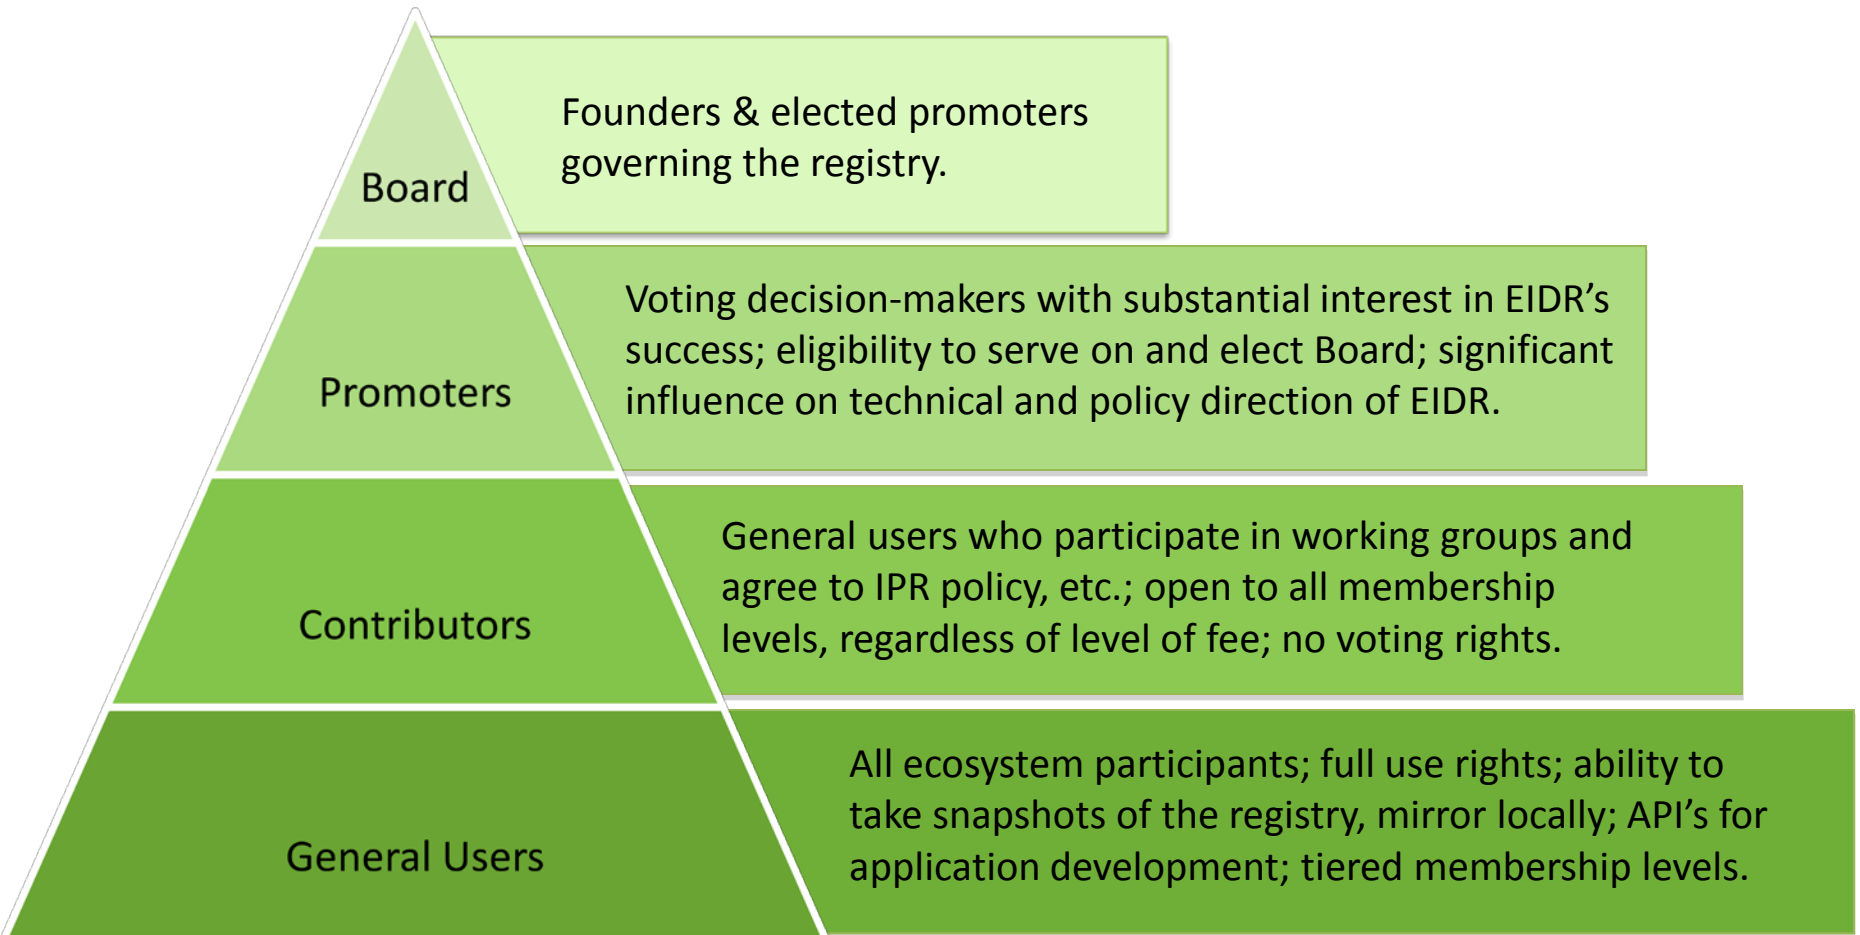 Board
Founders & elected promoters
governing the registry.
Promoters
Voting decision-makers with substantial interest in EIDR’s
success; eligibility to serve on and elect Board; significant
influence on technical and policy direction of EIDR.
Contributors
General users who participate in working groups and
agree to IPR policy, etc.; open to all membership
levels, regardless of level of fee; no voting rights.
General Users
All ecosystem participants; full use rights; ability to
take snapshots of the registry, mirror locally; API’s for
application development; tiered membership levels.